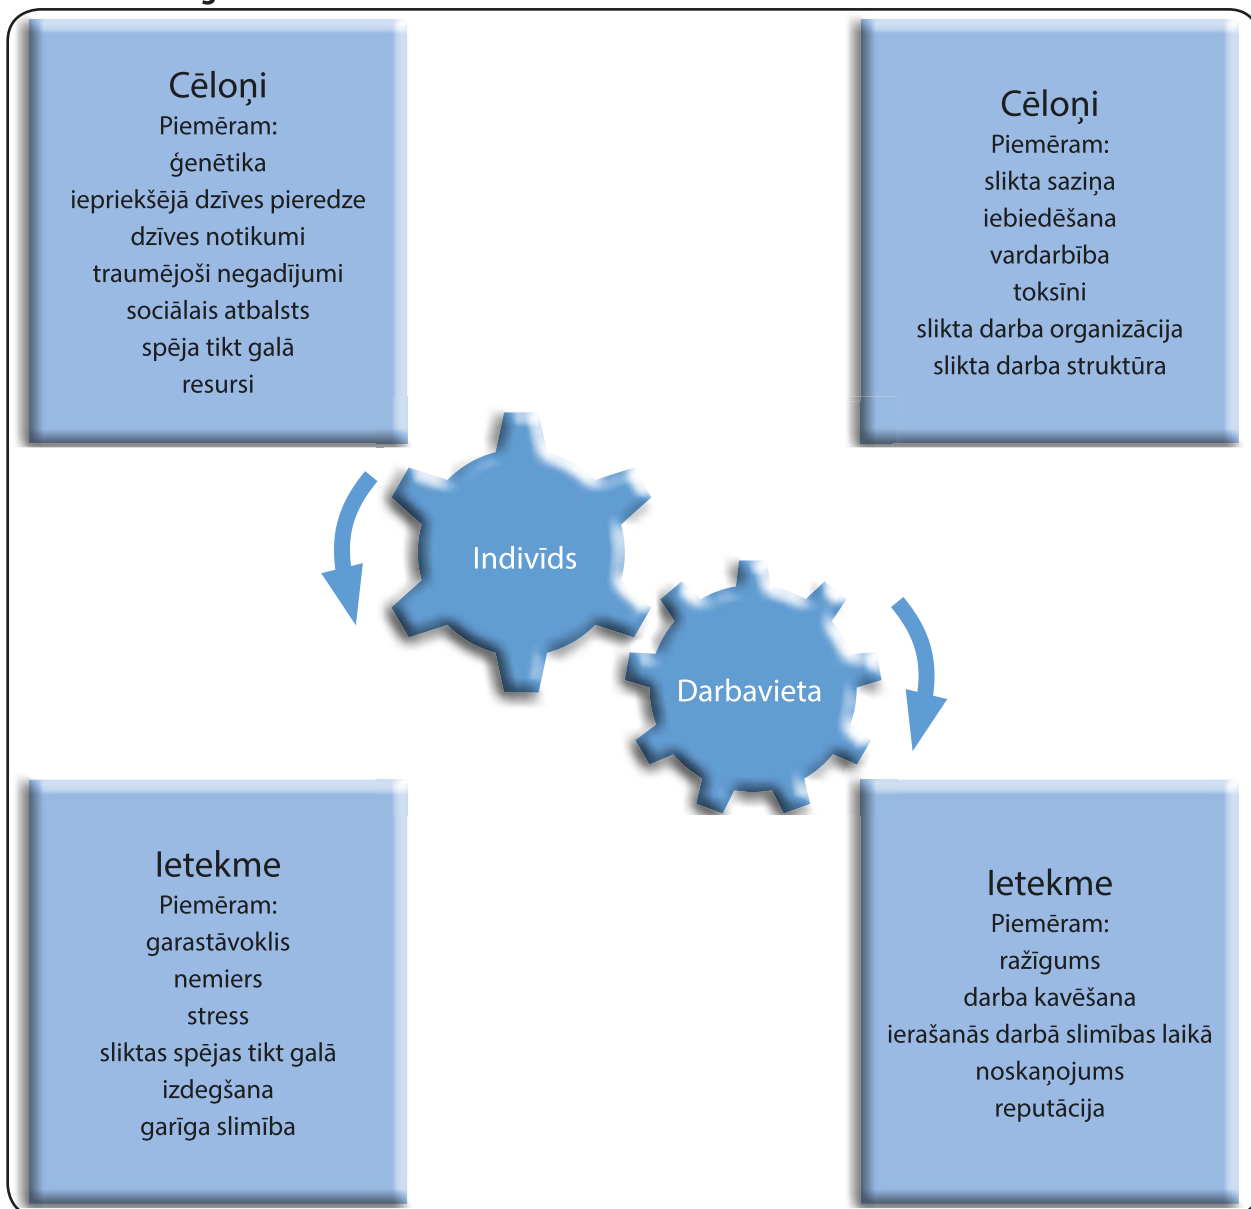 Cēloņi
Piemēram:
ģenētika
iepriekšējā dzīves pieredze
dzīves notikumi
traumējoši negadījumi
sociālais atbalsts
spēja tikt galā
resursi
Cēloņi
Piemēram:
slikta saziņa
iebiedēšana
vardarbība
toksīni
slikta darba organizācija
slikta darba struktūra
Indivīds
Darbavieta
Ietekme
Piemēram:
garastāvoklis
nemiers
stress
sliktas spējas tikt galā
izdegšana
garīga slimība
Ietekme
Piemēram:
ražīgums
darba kavēšana
ierašanās darbā slimības laikā
noskaņojums
reputācija